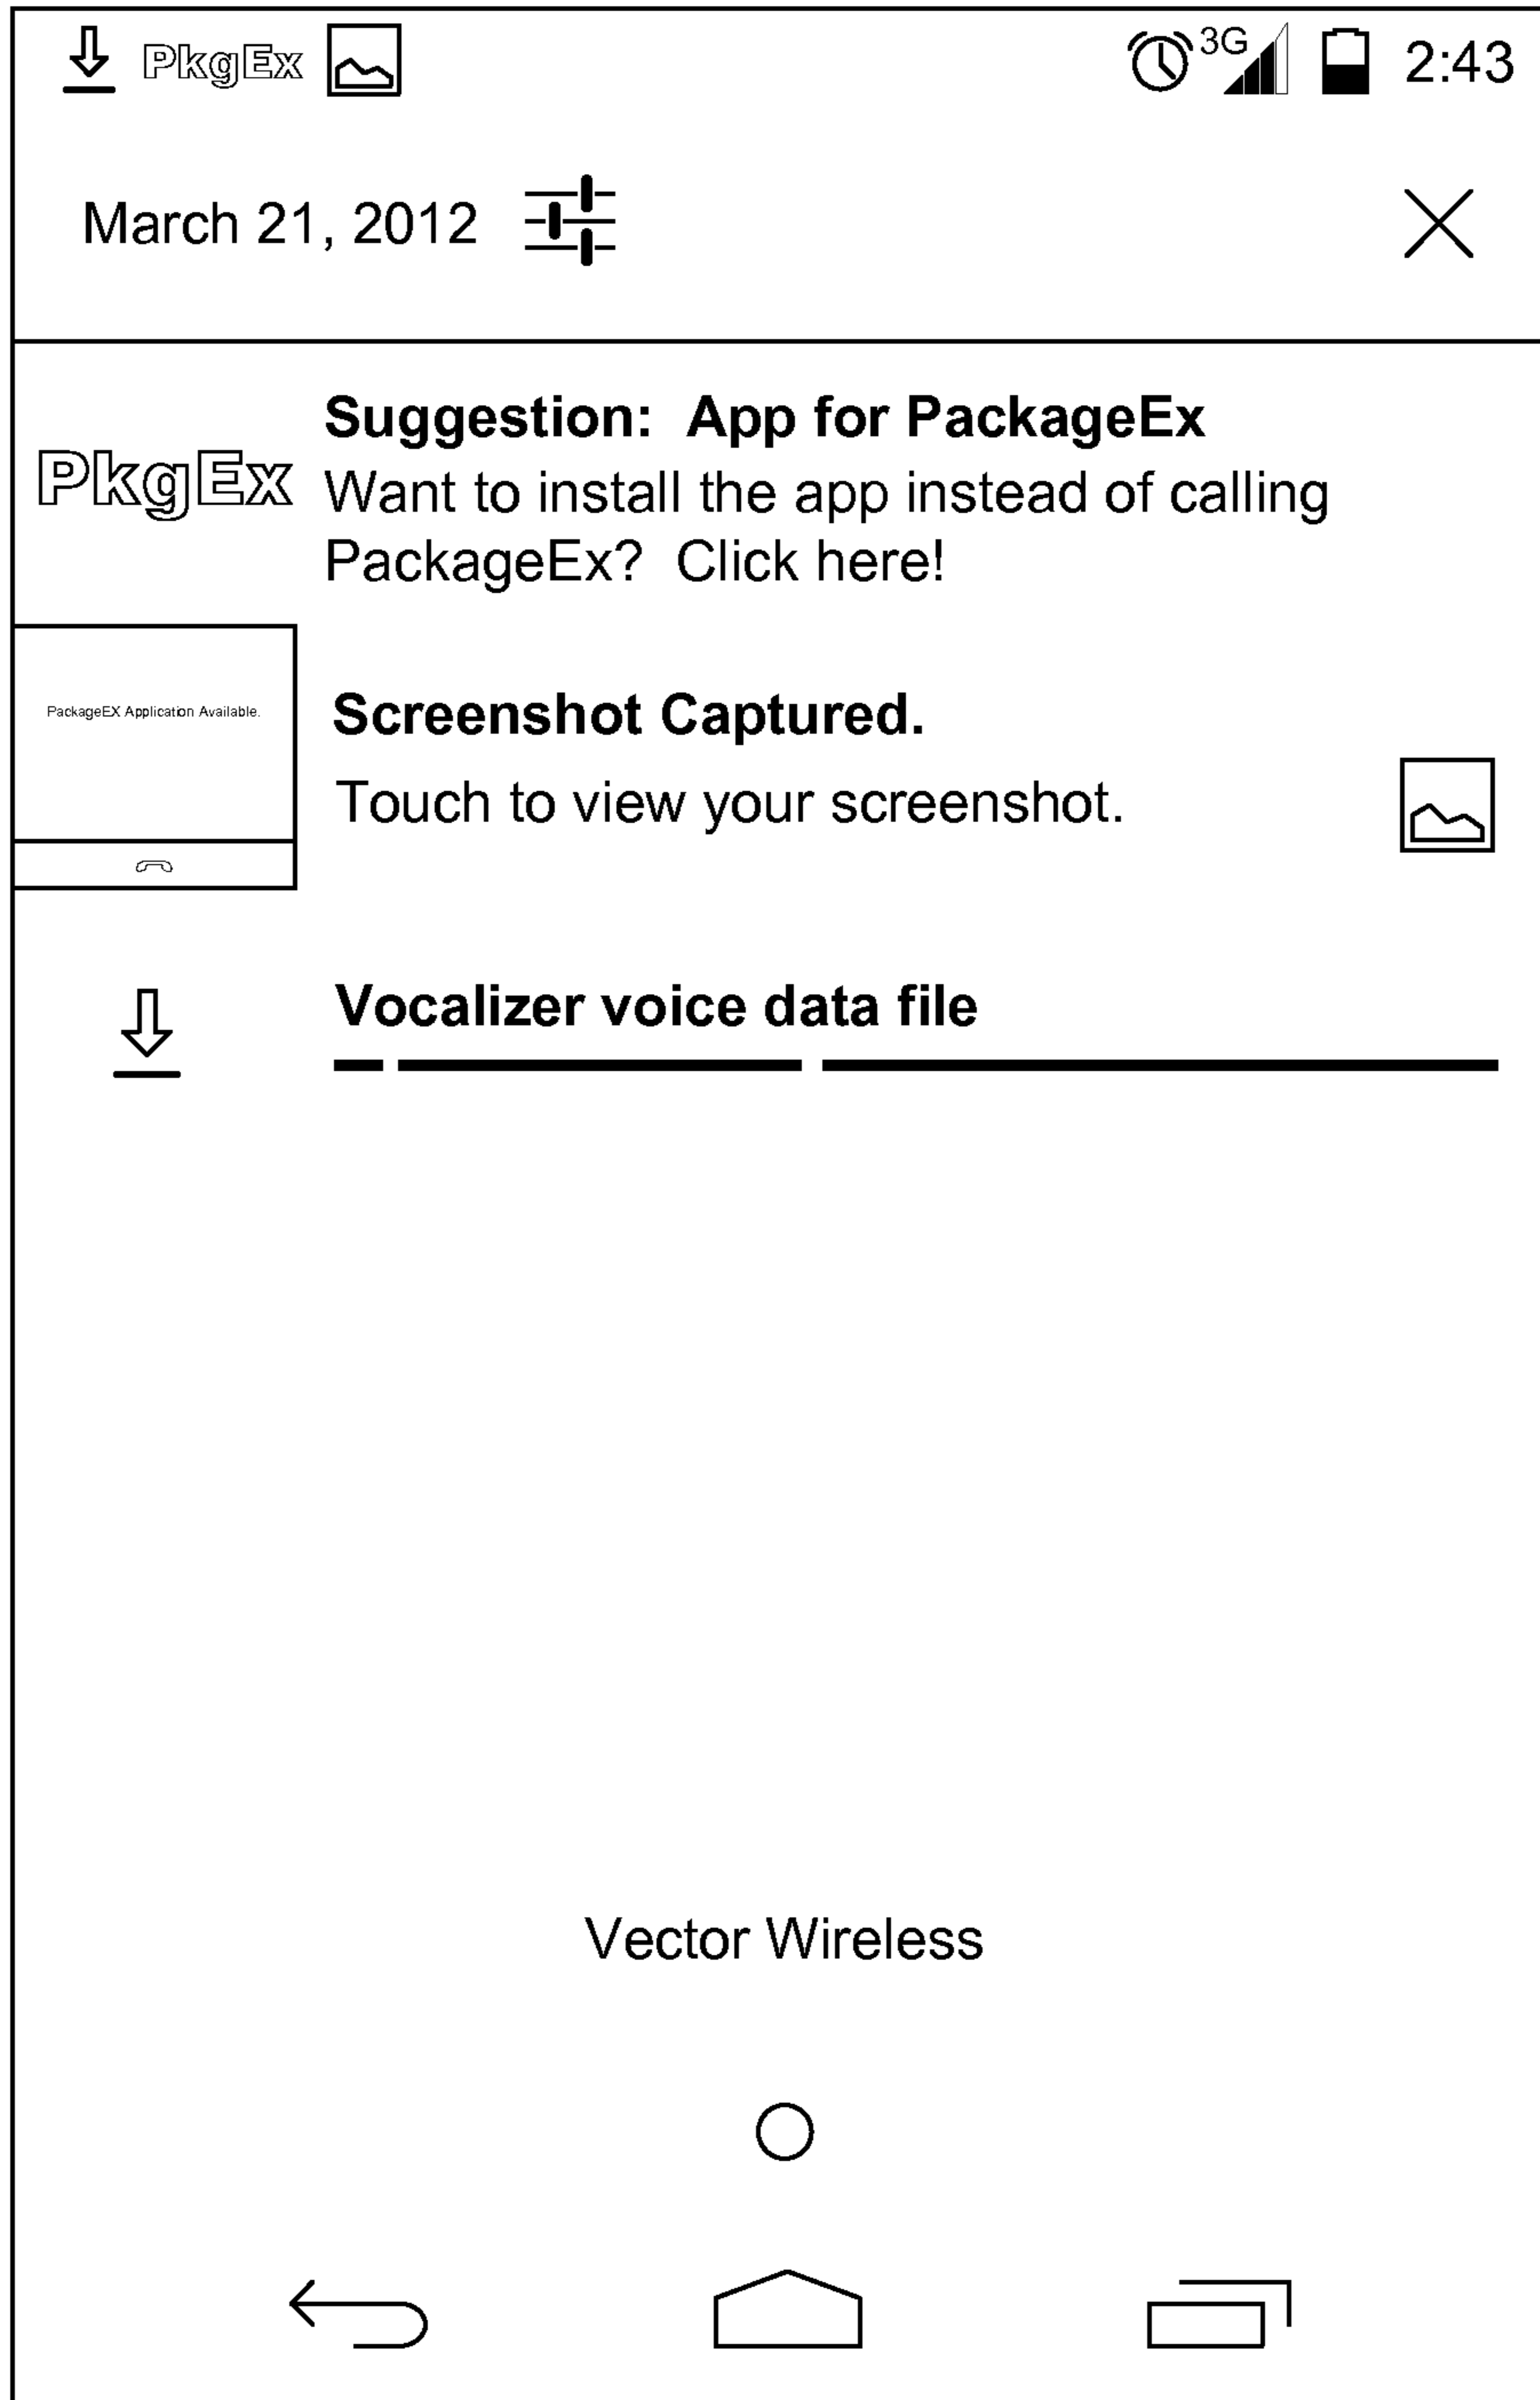 PkgEx 3G 2:43
March 21, 2012
Suggestion: App for PackageEx
PkgEx Want to install the app instead of calling
PackageEx? Click here!
PackageEX Application Available.
Screenshot Captured.
Touch to view your screenshot.
Vocalizer voice data file
Vector Wireless